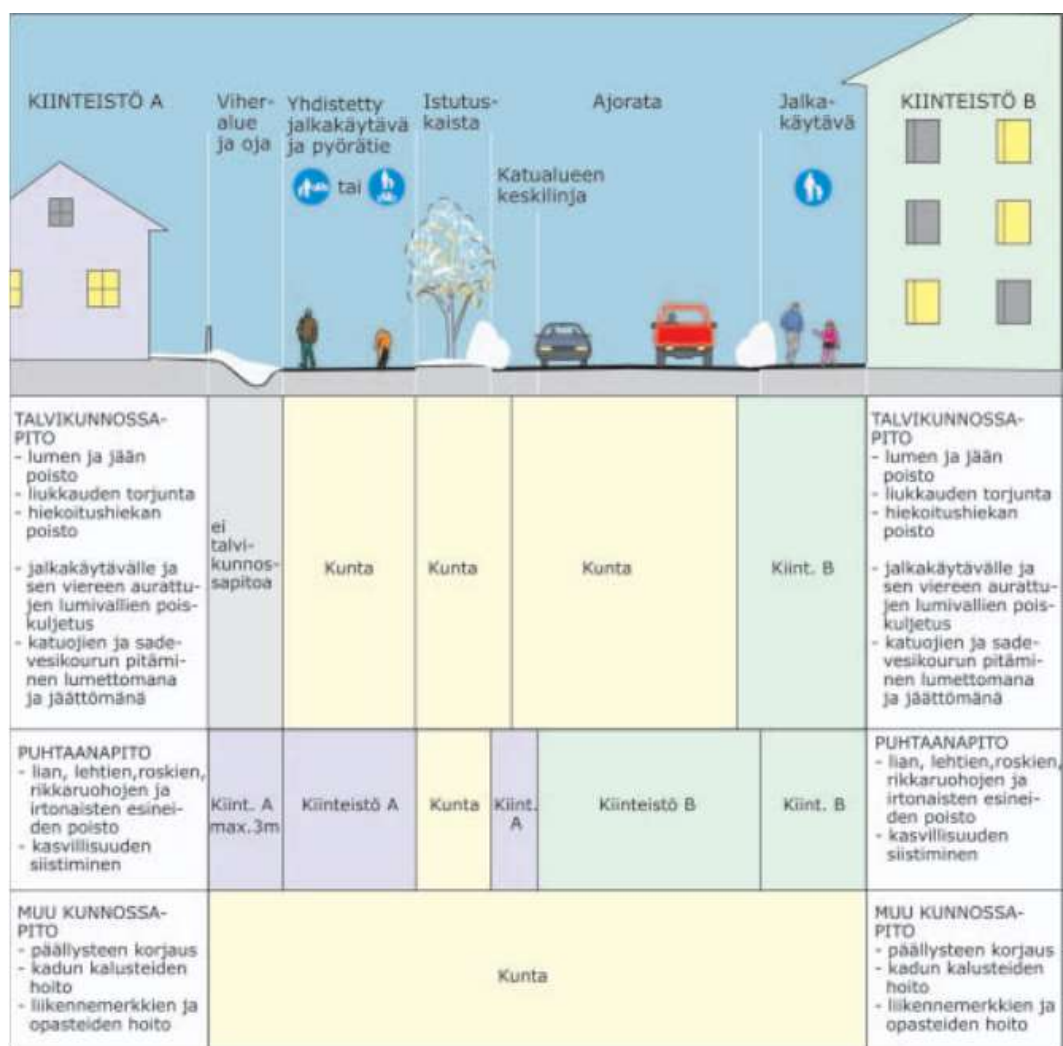 KIINTEISTÖ A
Viher-
alue
ja oja
Yhdistetty
jalkakäytävä
ja pyörätie
tai
Istutus-
kaista
Katualueen
keskilinja
Ajorata
Jalka-
käytävä
KIINTEISTÖ B
TALVIKUNNOSSA-
PITO
- lumen ja jään
poisto
- liukkauden torjunta
- hiekoitushiekan
poisto
- jalkakäytävälle ja
sen viereen aurattu-
jen lumivallien pois-
kuljetus
- katuojien ja sade-
vesikourun pitämi-
nen lumettomana
ja jäättömänä
ei
talvi-
kunnos-
sapitoa
Kunta
Kunta
Kunta
Kiint. B
TALVIKUNNOSSA-
PITO
- lumen ja jään
poisto
- liukkauden torjunta
- hiekoitushiekan
poisto
- jalkakäytävälle ja
sen viereen aurattu-
jen lumivallien pois-
kuljetus
- katuojien ja sade-
vesikourun pitämi-
nen lumettomana
ja jäättömänä
PUHTAANAPITO
- lian, lehtien,roskien,
rikkaruohojen ja
irtonaisten esinei-
den poisto
- kasvillisuuden
siistiminen
Kiint. A
max.3m
Kiinteistö A
Kunta
Kiint.
A
Kiinteistö B
Kiint. B
PUHTAANAPITO
- lian, lehtien,roskien,
rikkaruohojen ja
irtonaisten esinei-
den poisto
- kasvillisuuden
siistiminen
MUU KUNNOSSA-
PITO
- päällysteen korjaus
- kadun kalusteiden
hoito
- liikennemerkkien ja
opasteiden hoito
Kunta
MUU KUNNOSSA-
PITO
- päällysteen korjaus
- kadun kalusteiden
hoito
- liikennemerkkien ja
opasteiden hoito